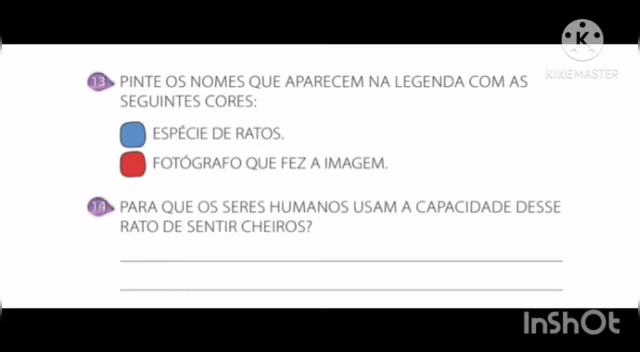 K
KINEMASTER
13 PINTE OS NOMES QUE APARECEM NA LEGENDA COM AS
SEGUINTES CORES:
ESPÉCIE DE RATOS.
FOTÓGRAFO QUE FEZ A IMAGEM.
14 PARA QUE OS SERES HUMANOS USAM A CAPACIDADE DESSE
RATO DE SENTIR CHEIROS?
InShOt